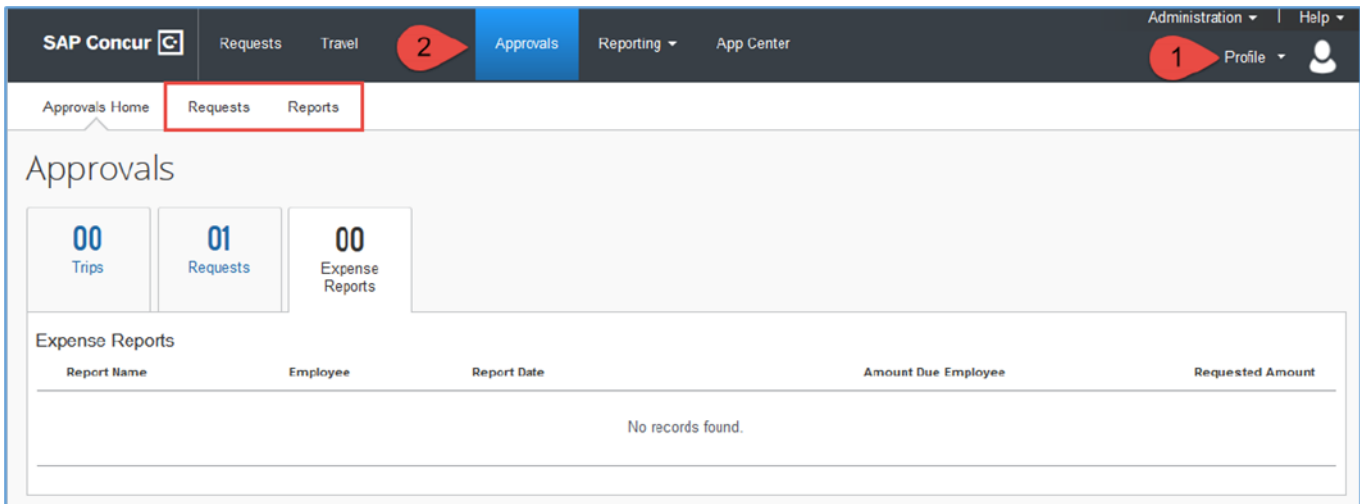 Administration | Help
SAP Concur C Requests Travel 2 Approvals Reporting App Center
1 Profile
Approvals Home Requests Reports
Approvals
00 01 00
Trips Requests Expense
Reports
Expense Reports
Report Name Employee Report Date Amount Due Employee Requested Amount
No records found.